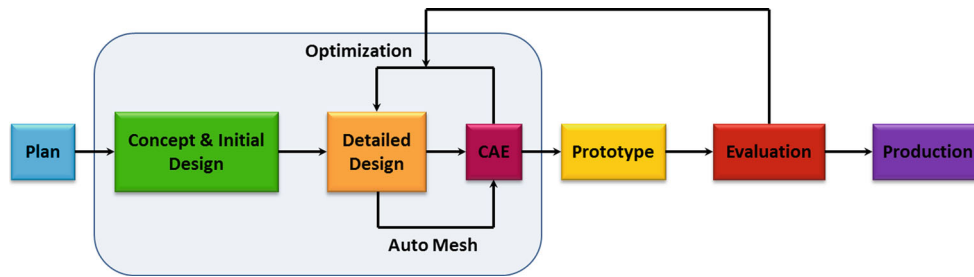 Optimization
Plan
Concept & Initial
Design
Detailed
Design
CAE
Prototype
Evaluation
Production
Auto Mesh